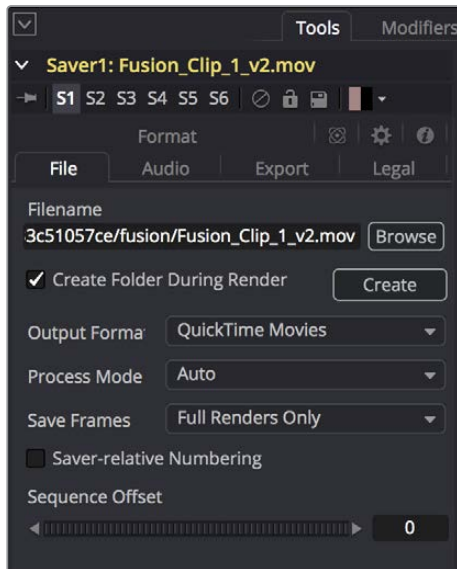 Tools Modifiers
Saver1: Fusion_Clip_1_v2.mov
S1 S2 S3 S4 S5 S6
Format
File Audio Export Legal
Filename
3c51057ce/fusion/Fusion_Clip_1_v2.mov Browse
Create Folder During Render Create
Output Forma QuickTime Movies
Process Mode Auto
Save Frames Full Renders Only
Saver-relative Numbering
Sequence Offset
0